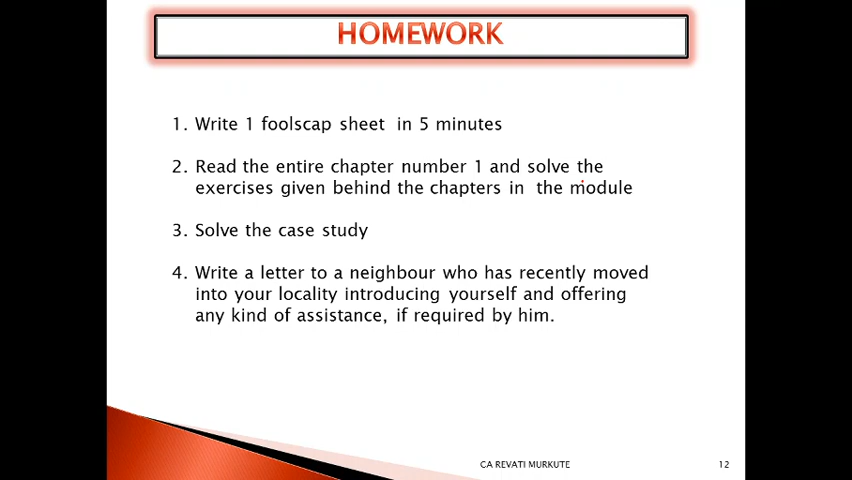 HOMEWORK
1. Write 1 foolscap sheet in 5 minutes
2. Read the entire chapter number 1 and solve the
exercises given behind the chapters in the module
3. Solve the case study
4. Write a letter to a neighbour who has recently moved
into your locality introducing yourself and offering
any kind of assistance, if required by him.
CA REVATI MURKUTE
12